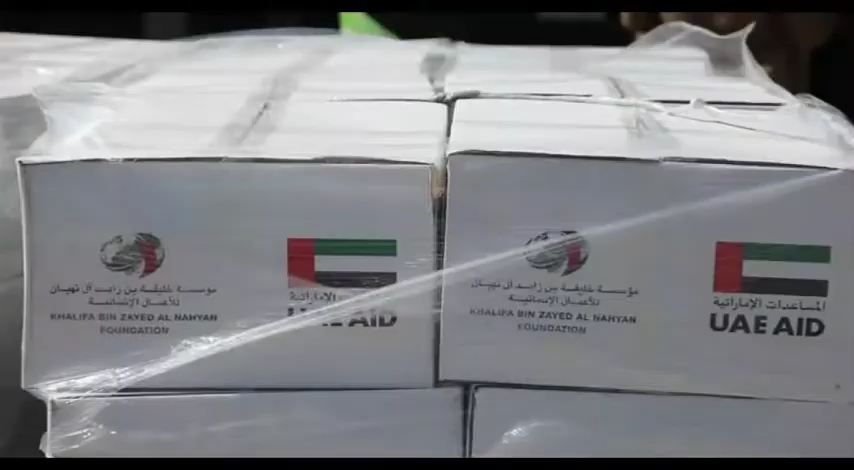 مؤسسة خليفة بن زايد آل نهيان
للأعمال الإنسانية
KHALIFA BIN ZAYED AL NAHYAN
FOUNDATION
الإماراتية
UAE AID
مؤسسة خليفة بن زايد آل نهيان
للأعمال الإنسانية
KHALIFA BIN ZAYED AL NAHYAN
FOUNDATION
المساعدات الإماراتية
UAE AID